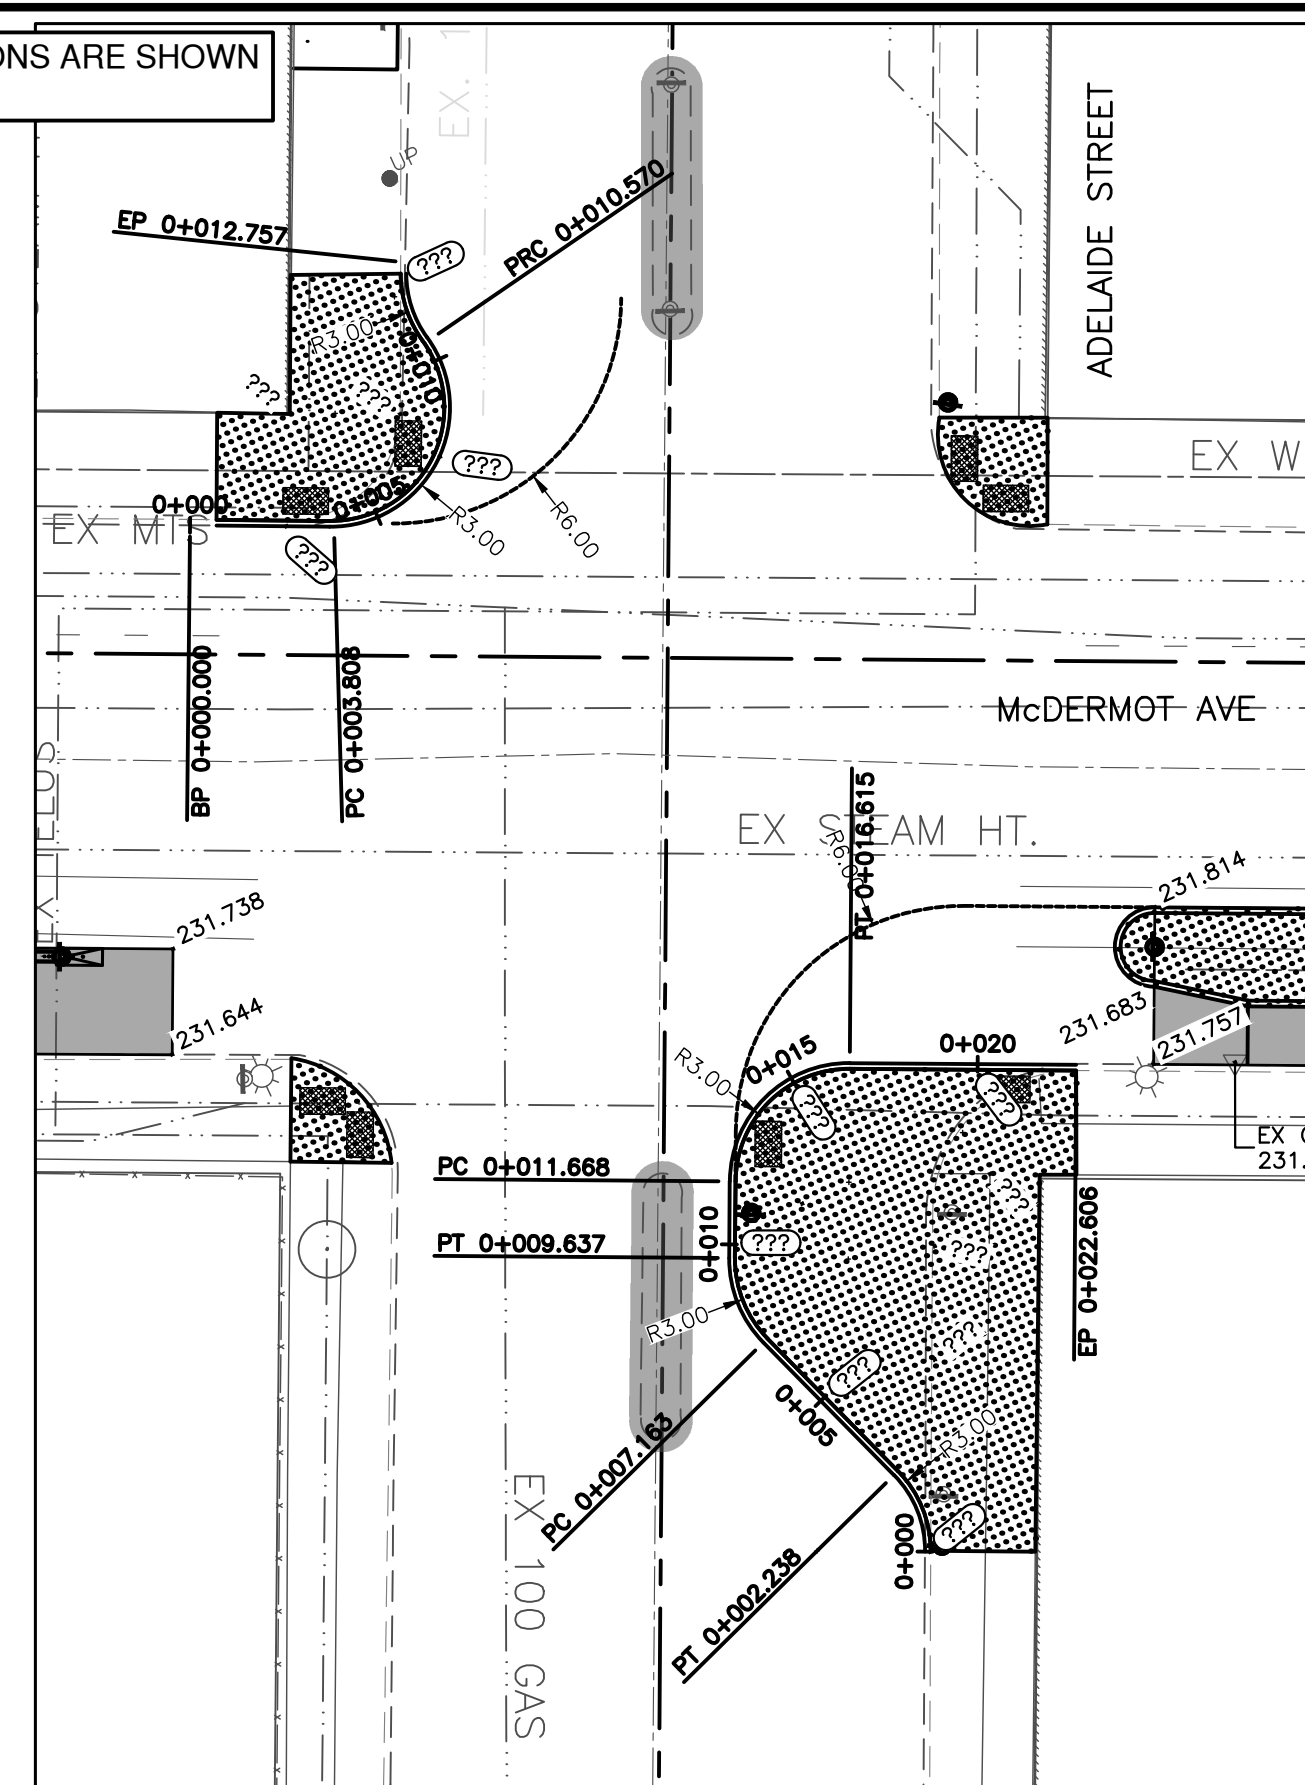 ONS ARE SHOWN
EX. 1
UP
ADELAIDE STREET
EP 0+012.757
PRC 0+010.570
???
R3.00
0+010
???
???
???
EX W
0+000
0+005
R3.00
R6.00
EX MTS
???
BP 0+000.000
PC 0+003.808
McDERMOT AVE
EX STEAM HT.
R6.00
PT 0+016.615
231.738
231.814
231.644
231.683
231.757
R3.00
0+015
0+020
???
???
EX
231.
PC 0+011.668
0+010
???
???
???
PT 0+009.637
EP 0+022.606
R3.00
???
???
0+005
PC 0+007.163
R3.00
???
0+000
PT 0+002.238
EX 100 GAS